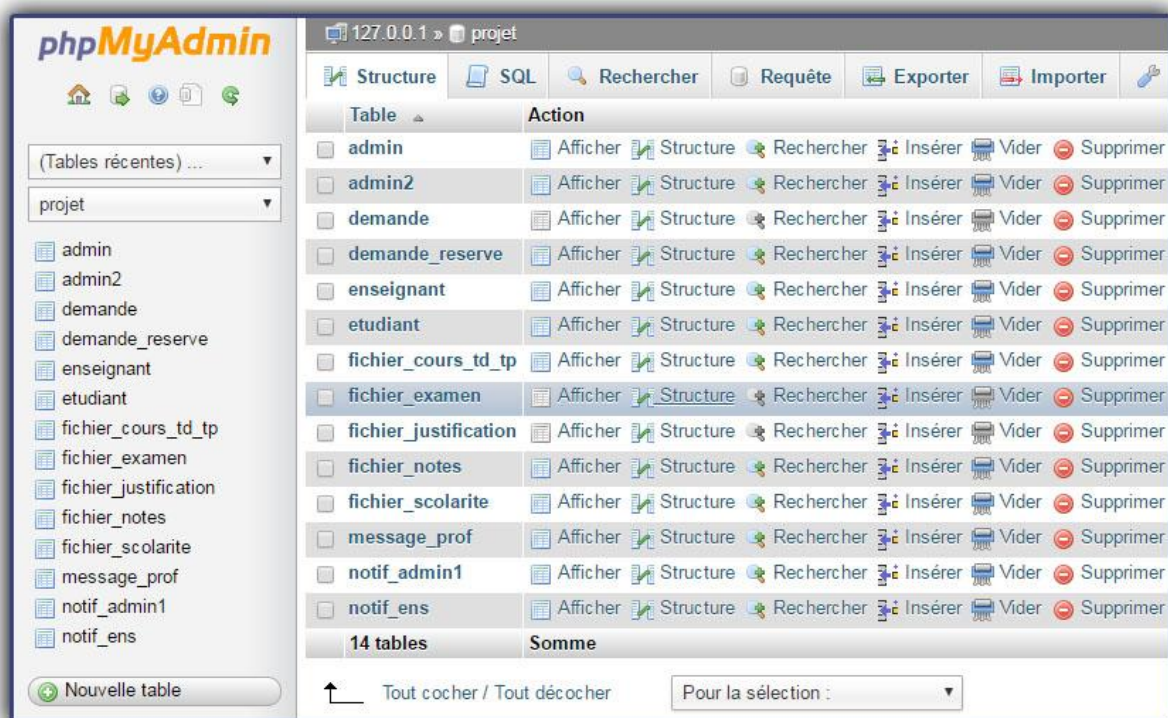 phpMyAdmin
(Tables récentes) ...
projet
admin
admin2
demande
demande_reserve
enseignant
etudiant
fichier_cours_td_tp
fichier_examen
fichier_justification
fichier_notes
fichier_scolarite
message_prof
notif_admin1
notif_ens
Nouvelle table
127.0.0.1 » projet
Structure SQL Rechercher Requête Exporter Importer
Table Action
admin Afficher Structure Rechercher Insérer Vider Supprimer
admin2 Afficher Structure Rechercher Insérer Vider Supprimer
demande Afficher Structure Rechercher Insérer Vider Supprimer
demande_reserve Afficher Structure Rechercher Insérer Vider Supprimer
enseignant Afficher Structure Rechercher Insérer Vider Supprimer
etudiant Afficher Structure Rechercher Insérer Vider Supprimer
fichier_cours_td_tp Afficher Structure Rechercher Insérer Vider Supprimer
fichier_examen Afficher Structure Rechercher Insérer Vider Supprimer
fichier_justification Afficher Structure Rechercher Insérer Vider Supprimer
fichier_notes Afficher Structure Rechercher Insérer Vider Supprimer
fichier_scolarite Afficher Structure Rechercher Insérer Vider Supprimer
message_prof Afficher Structure Rechercher Insérer Vider Supprimer
notif_admin1 Afficher Structure Rechercher Insérer Vider Supprimer
notif_ens Afficher Structure Rechercher Insérer Vider Supprimer
14 tables Somme
Tout cocher / Tout décocher Pour la sélection :